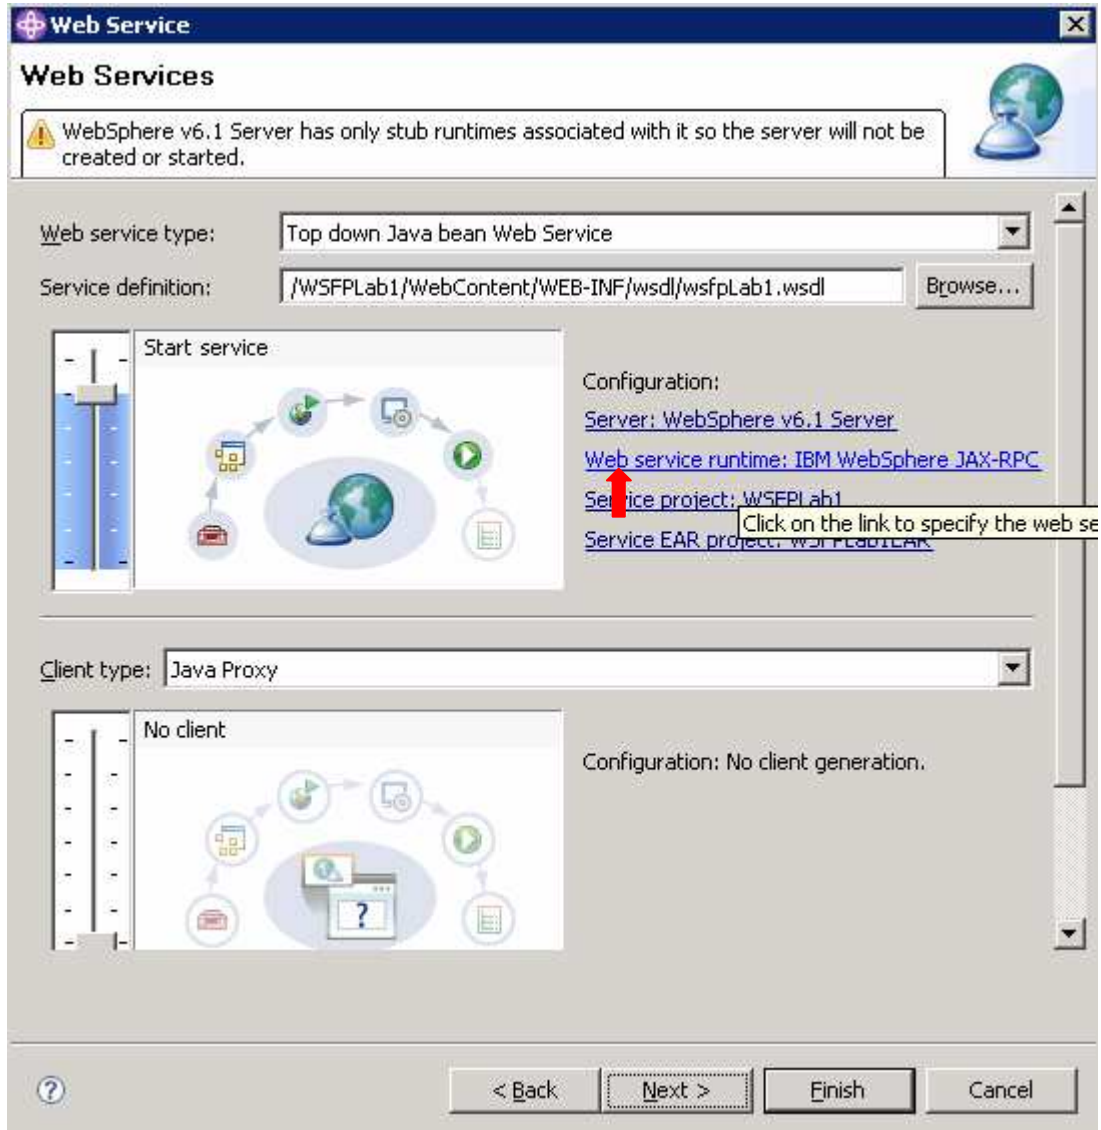 Web Service
Web Services
WebSphere v6.1 Server has only stub runtimes associated with it so the server will not be
created or started.
Web service type: Top down Java bean Web Service
Service definition: /WSFPLab1/WebContent/WEB-INF/wsdl/wsfpLab1.wsdl Browse...
Start service
Configuration:
Server: WebSphere v6.1 Server
Web service runtime: IBM WebSphere JAX-RPC
Service project: WSFPLab1
Click on the link to specify the web se
Service EAR project: WSFPLab1EAR
Client type: Java Proxy
No client
Configuration: No client generation.
?
? < Back Next > Finish Cancel